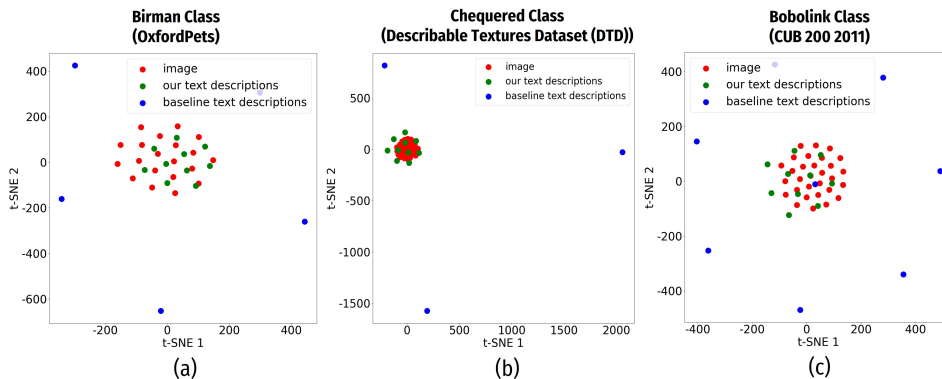 Birman Class
(OxfordPets)
400
200
0
-200
-400
-600
-200
0
200
400
t-SNE 2
t-SNE 1
image
our text descriptions
baseline text descriptions
(a)
Chequered Class
(Describable Textures Dataset (DTD))
500
0
-500
-1000
-1500
0
500
1000
1500
2000
t-SNE 2
t-SNE 1
image
our text descriptions
baseline text descriptions
(b)
Bobolink Class
(CUB 200 2011)
400
200
0
-200
-400
-400
-200
0
200
400
t-SNE 2
t-SNE 1
image
our text descriptions
baseline text descriptions
(c)